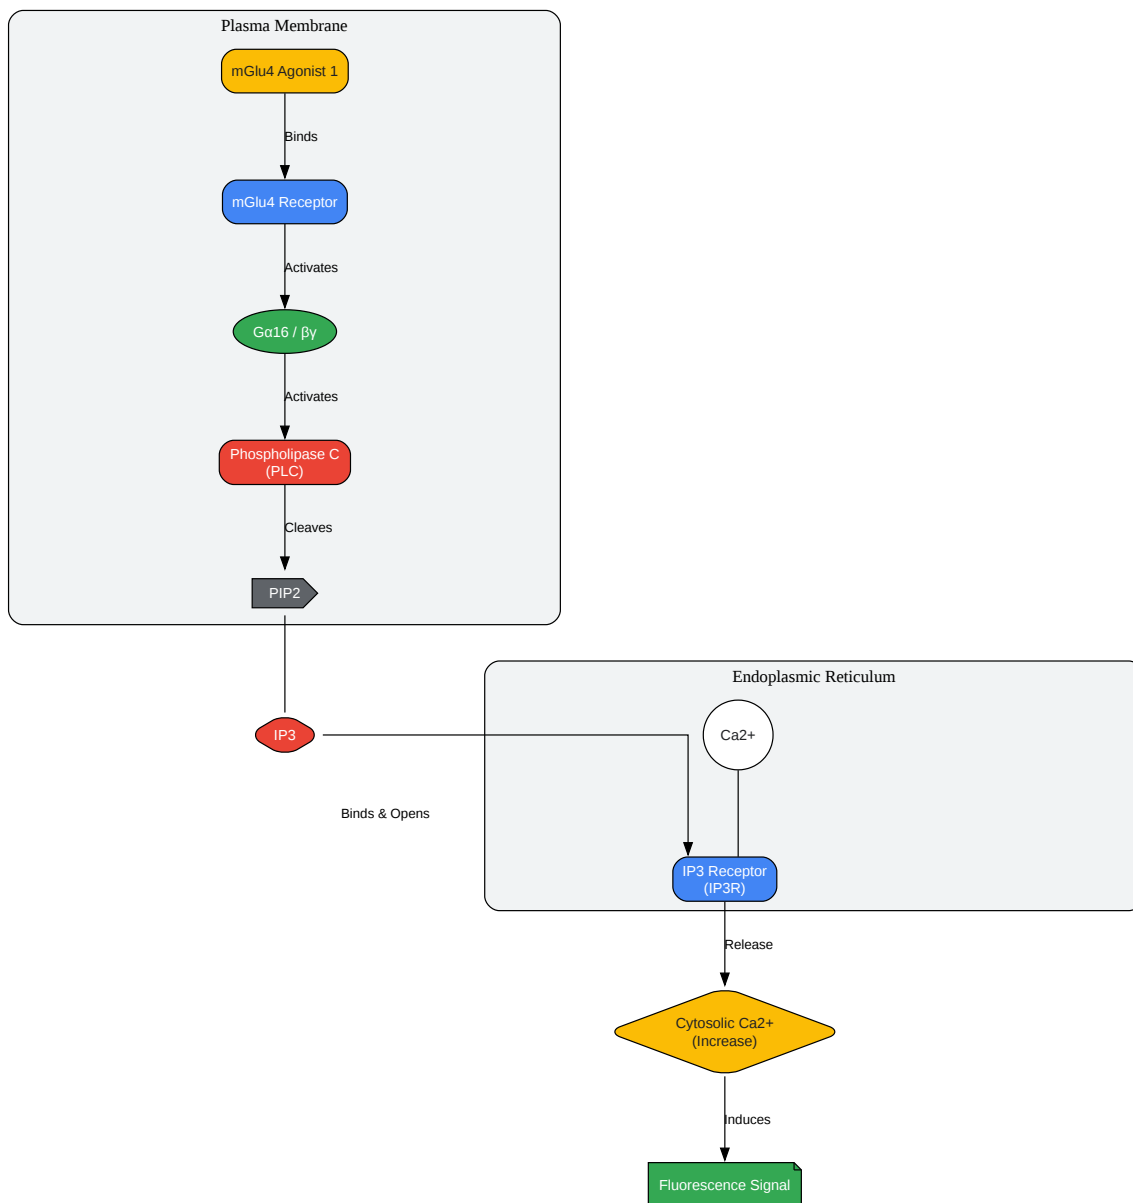 Plasma Membrane
mGlu4 Agonist 1
Binds
mGlu4 Receptor
Activates
Gα16 / βγ
Activates
Phospholipase C
(PLC)
Cleaves
PIP2
Endoplasmic Reticulum
IP3
Ca2+
Binds & Opens
IP3 Receptor
(IP3R)
Release
Cytosolic Ca2+
(Increase)
Induces
Fluorescence Signal